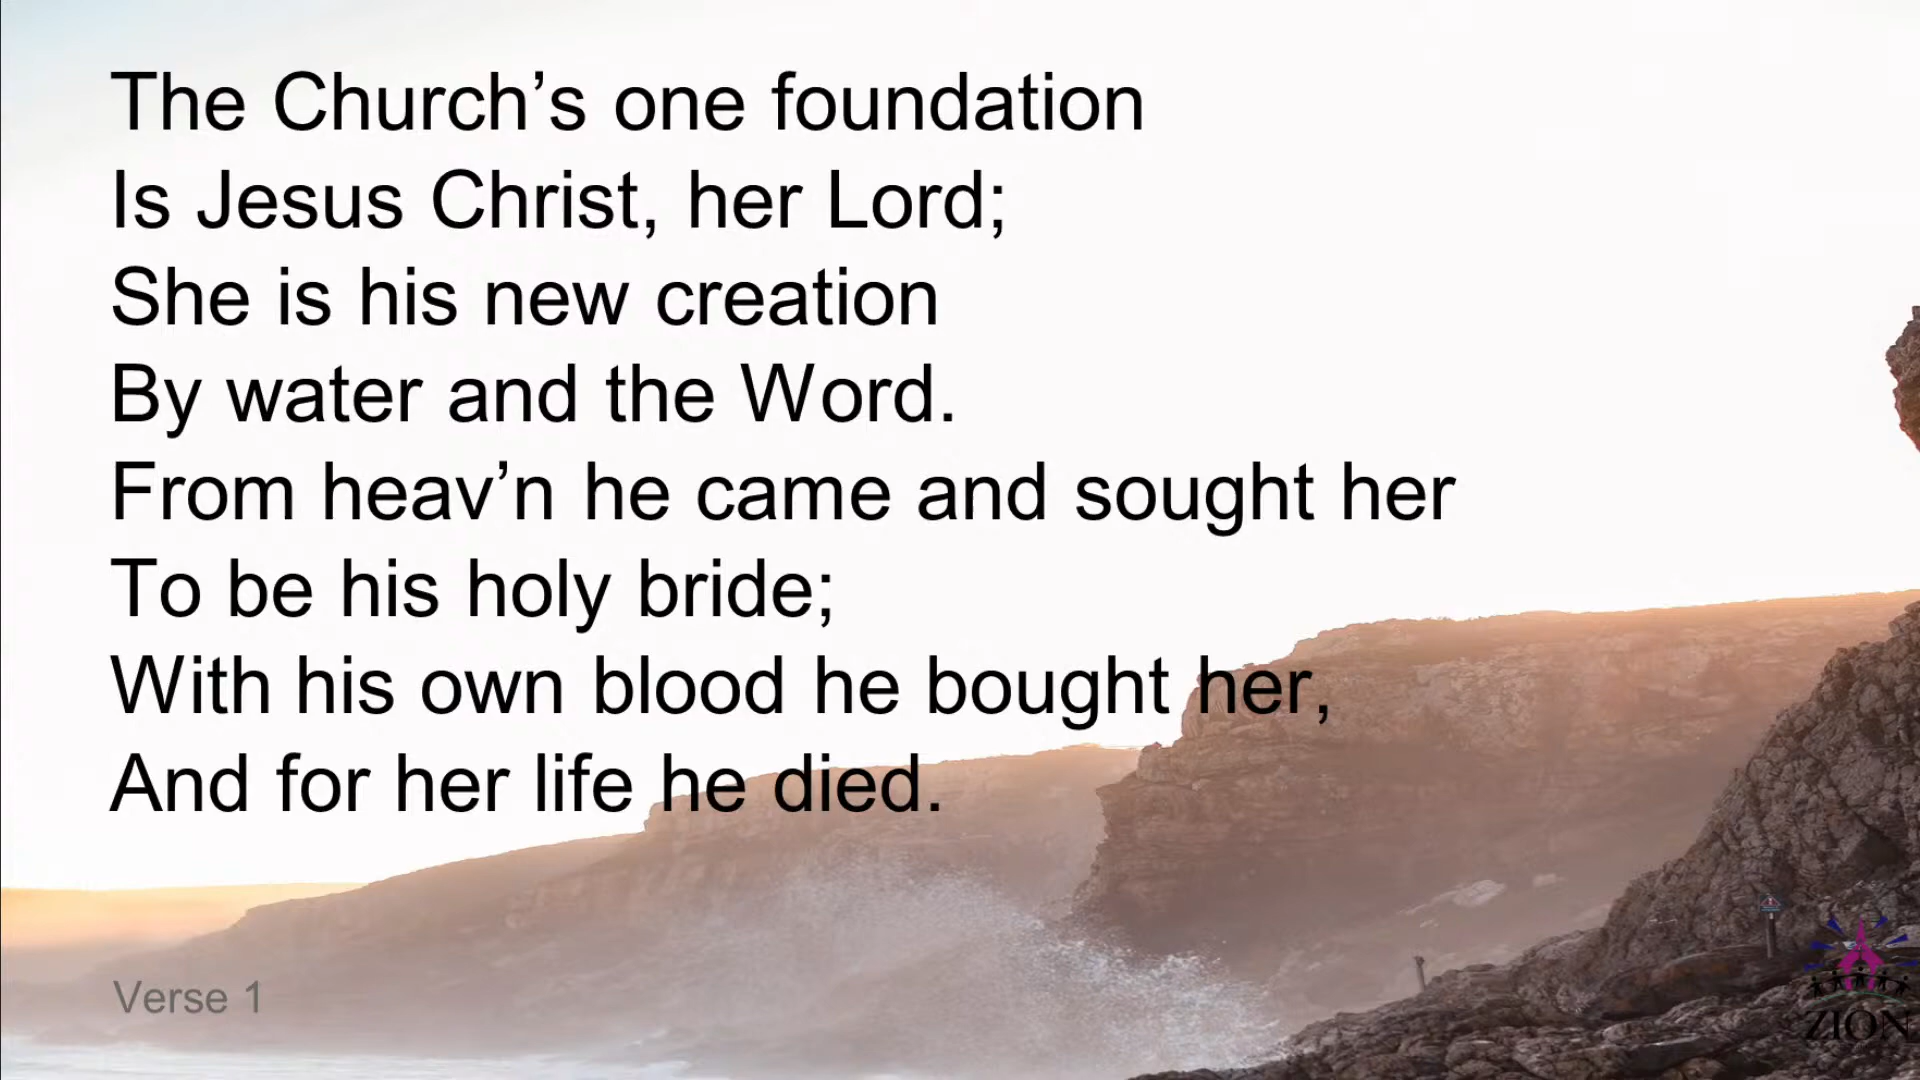 The Church’s one foundation
Is Jesus Christ, her Lord;
She is his new creation
By water and the Word.
From heav’n he came and sought her
To be his holy bride;
With his own blood he bought her,
And for her life he died.
Verse 1
ZION